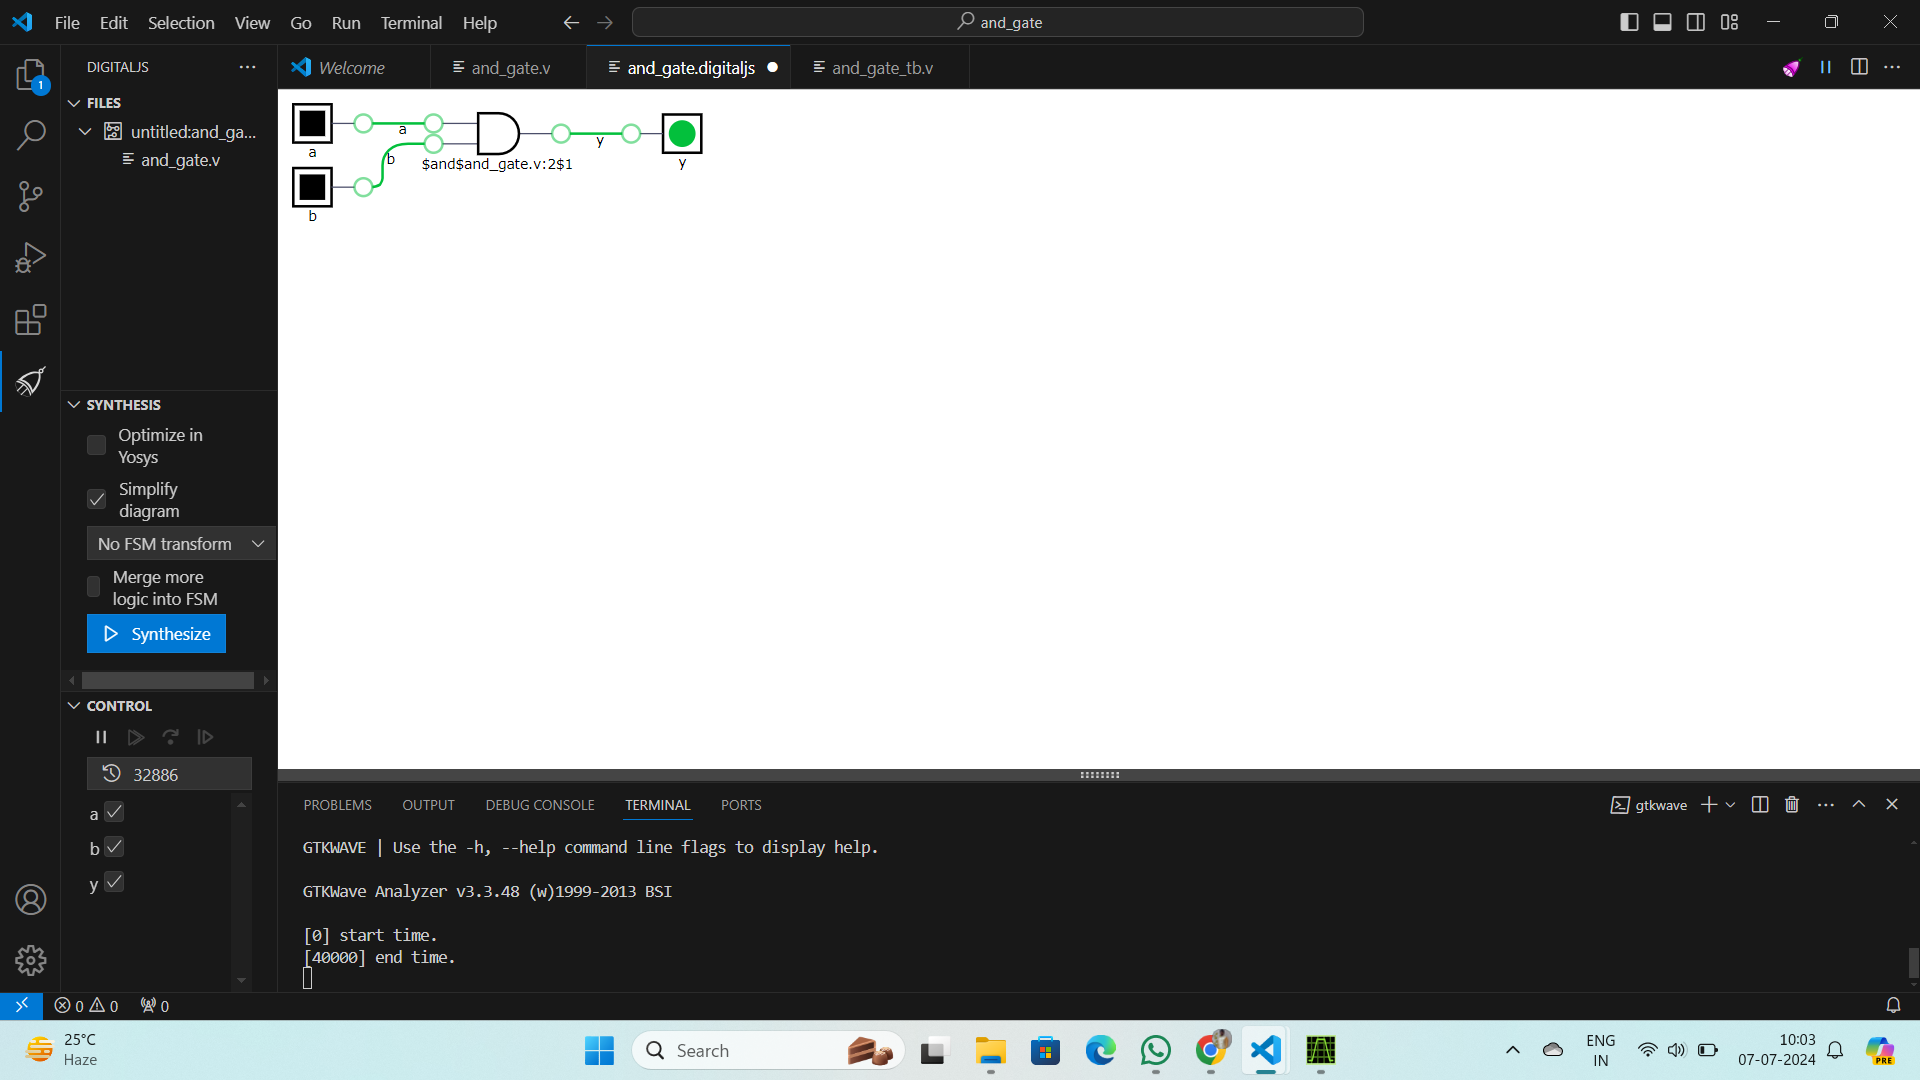 File Edit Selection View Go Run Terminal Help and_gate
DIGITALJS
Welcome and_gate.v and_gate.digitaljs and_gate_tb.v
FILES
1
untitled:and_ga...
and_gate.v
a
a
b
$and$and_gate.v:2$1
y
y
b
SYNTHESIS
Optimize in
Yosys
Simplify
diagram
No FSM transform
Merge more
logic into FSM
Synthesize
CONTROL
32886
a
b
y
PROBLEMS OUTPUT DEBUG CONSOLE TERMINAL PORTS gtkwave
GTKWAVE | Use the -h, --help command line flags to display help.
GTKWave Analyzer v3.3.48 (w)1999-2013 BSI
[0] start time.
[40000] end time.
0 0 0
25°C
Haze
Search
ENG
IN
10:03
07-07-2024
PRE